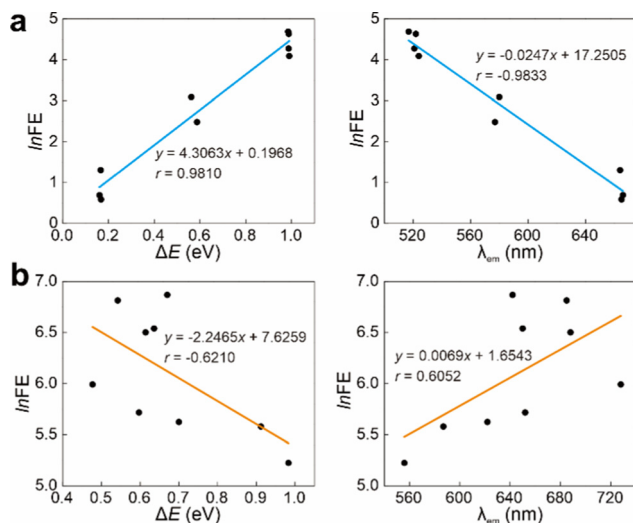 a
5
4
3
2
1
0
lnFE
y = 4.3063x + 0.1968
r = 0.9810
0.0 0.2 0.4 0.6 0.8 1.0
ΔE (eV)
5
4
3
2
1
0
lnFE
y = -0.0247x + 17.2505
r = -0.9833
520 560 600 640
λem (nm)
b
7.0
6.5
6.0
5.5
5.0
lnFE
y = -2.2465x + 7.6259
r = -0.6210
0.4 0.5 0.6 0.7 0.8 0.9 1.0
ΔE (eV)
7.0
6.5
6.0
5.5
5.0
lnFE
y = 0.0069x + 1.6543
r = 0.6052
560 600 640 680 720
λem (nm)